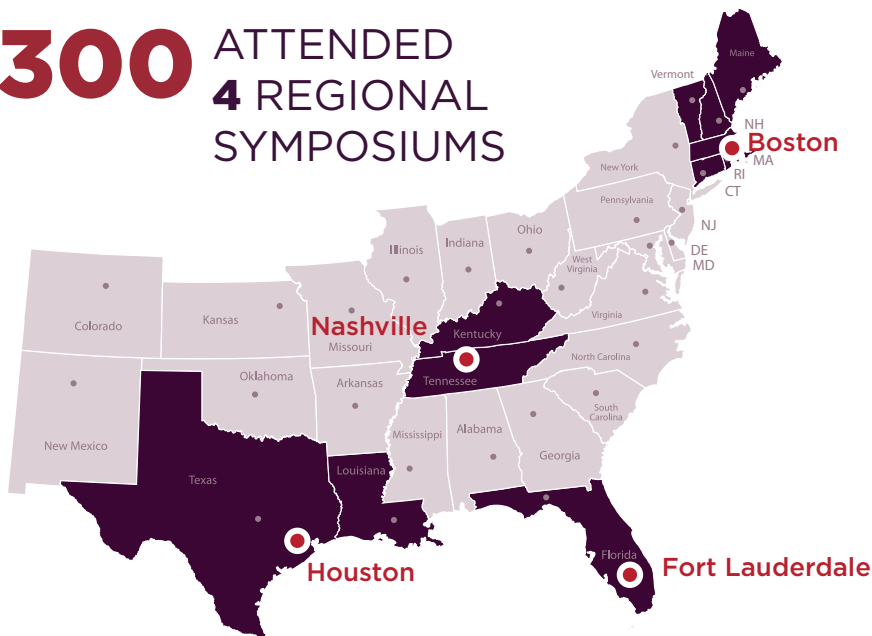 300
ATTENDED
4 REGIONAL
SYMPOSIUMS
Maine
Vermont
NH
Boston
MA
RI
CT
New York
Pennsylvania
NJ
DE
MD
Ohio
Indiana
Illinois
West
Virginia
Virginia
Colorado
Kansas
Nashville
Missouri
Kentucky
North Carolina
Oklahoma
Arkansas
Tennessee
South
Carolina
New Mexico
Mississippi
Alabama
Georgia
Texas
Louisiana
Florida
Fort Lauderdale
Houston